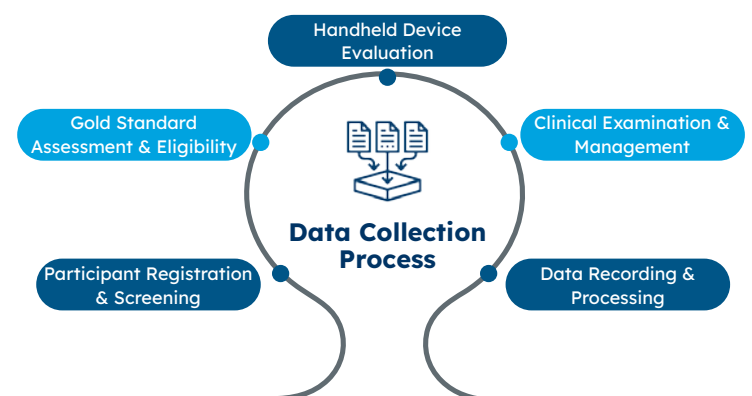 Handheld Device
Evaluation
Gold Standard
Assessment & Eligibility
Clinical Examination &
Management
Data Collection
Process
Participant Registration
& Screening
Data Recording &
Processing